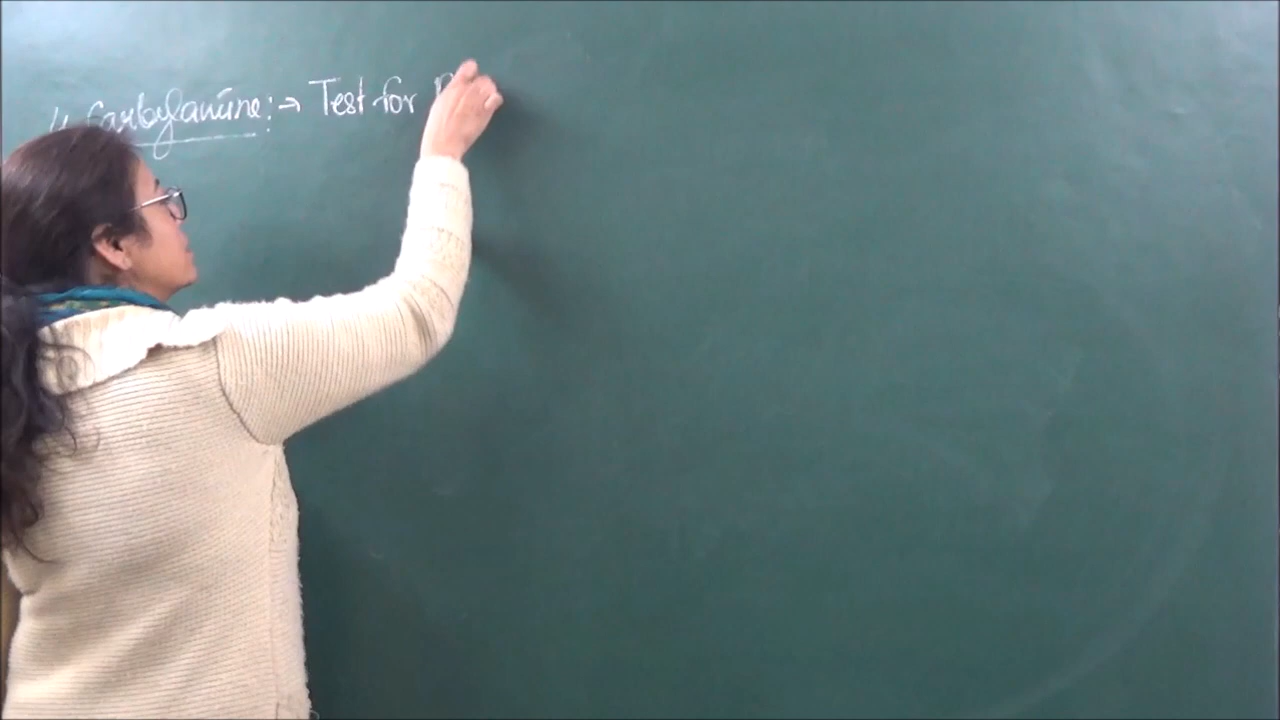 4. Carbylamine :→ Test for